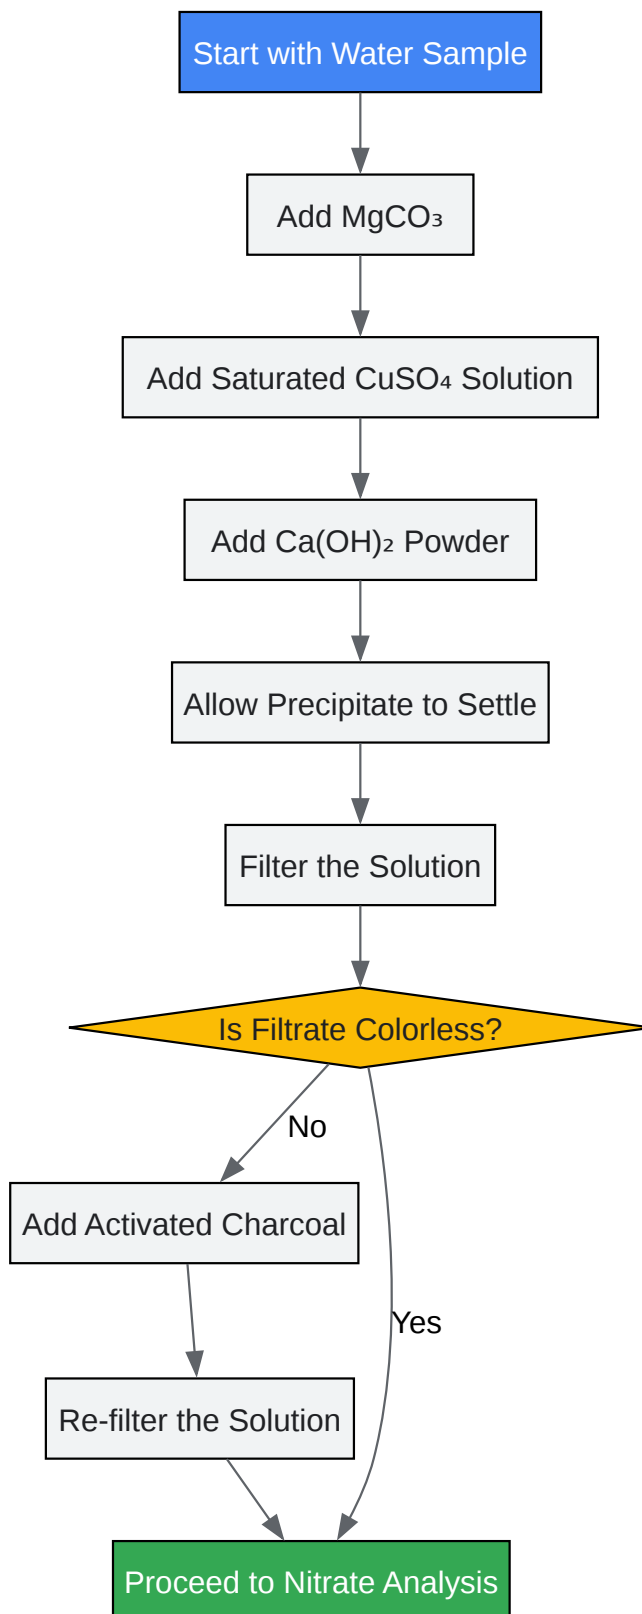 Start with Water Sample
Add MgCO₃
Add Saturated CuSO₄ Solution
Add Ca(OH)₂ Powder
Allow Precipitate to Settle
Filter the Solution
Is Filtrate Colorless?
No
Add Activated Charcoal
Yes
Re-filter the Solution
Proceed to Nitrate Analysis